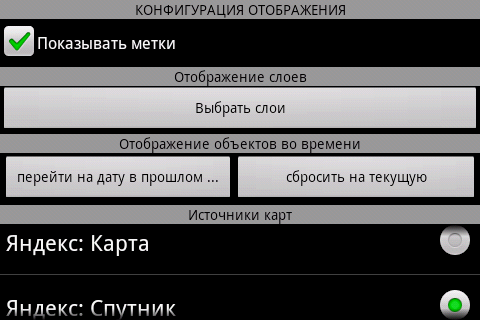 КОНФИГУРАЦИЯ ОТОБРАЖЕНИЯ
Показывать метки
Отображение слоев
Выбрать слои
Отображение объектов во времени
перейти на дату в прошлом ...
сбросить на текущую
Источники карт
Яндекс: Карта
Яндекс: Спутник